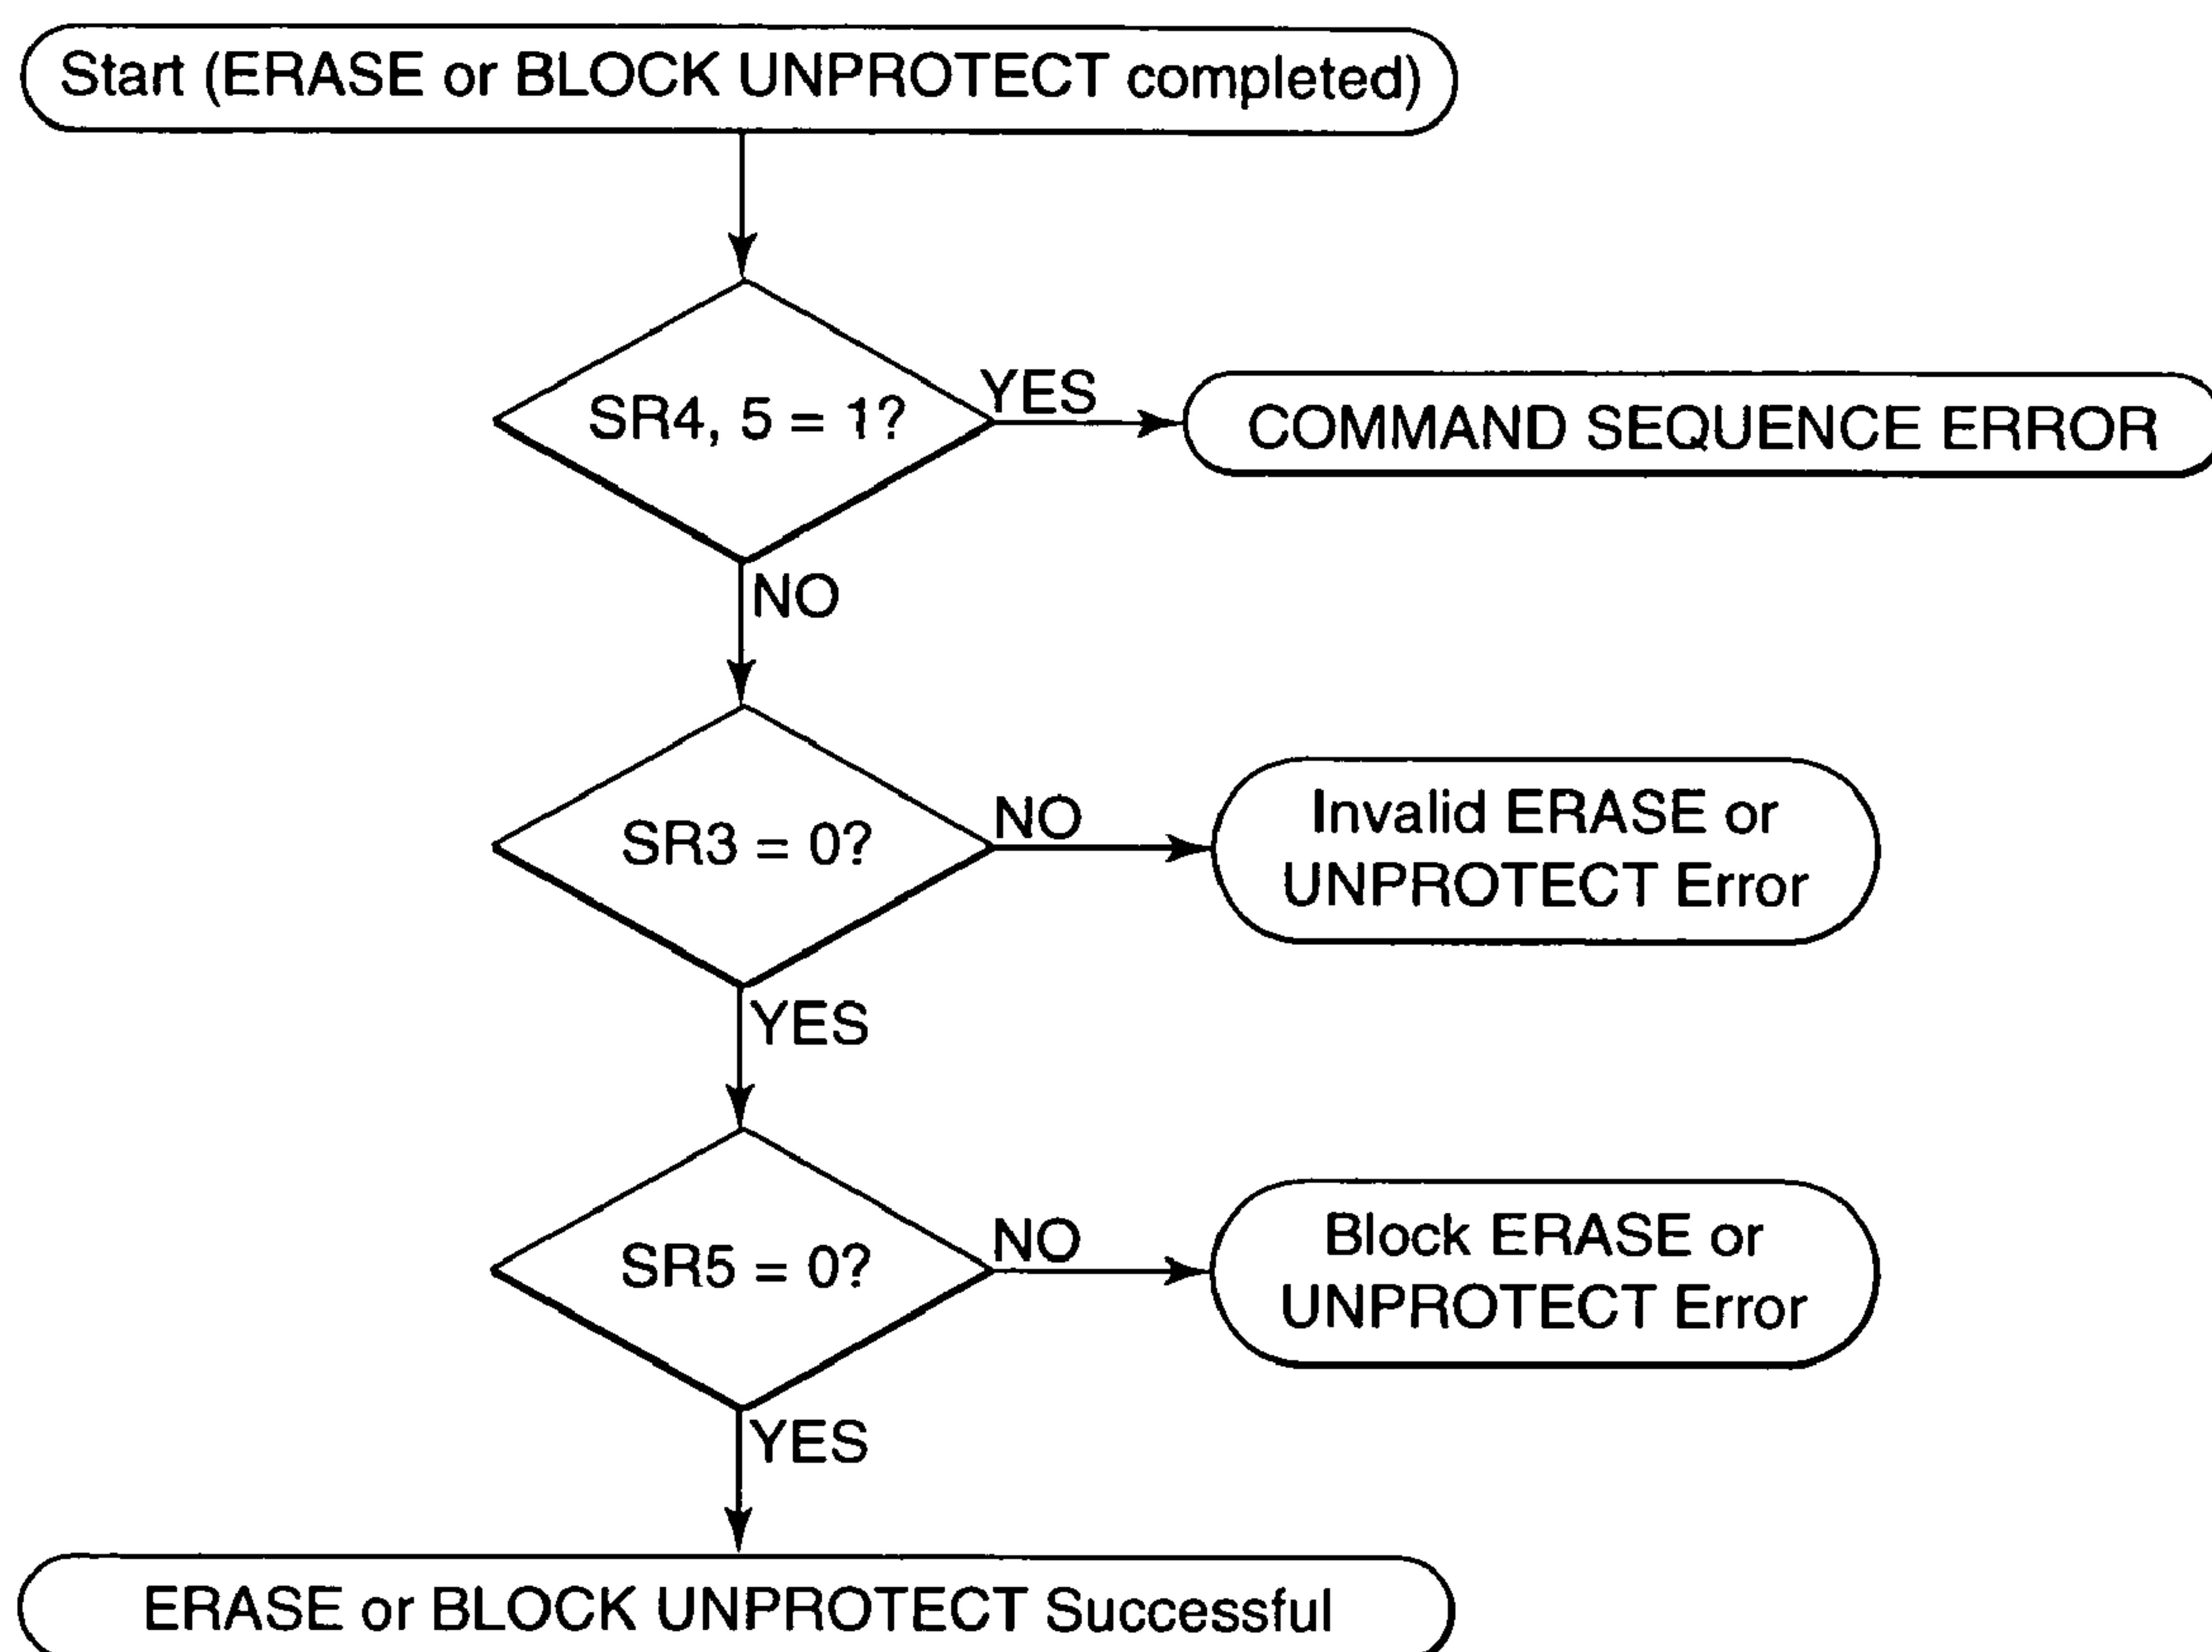 Start (ERASE or BLOCK UNPROTECT completed)
SR4, 5 = 1?
YES
COMMAND SEQUENCE ERROR
NO
SR3 = 0?
NO
Invalid ERASE or
UNPROTECT Error
YES
SR5 = 0?
NO
Block ERASE or
UNPROTECT Error
YES
ERASE or BLOCK UNPROTECT Successful